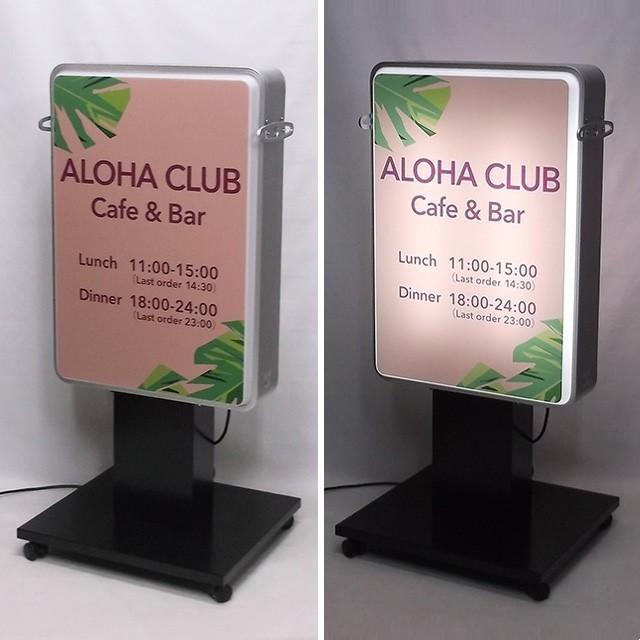 ALOHA CLUB
Cafe & Bar
Lunch 11:00-15:00
(Last order 14:30)
Dinner 18:00-24:00
(Last order 23:00)
ALOHA CLUB
Cafe & Bar
Lunch 11:00-15:00
(Last order 14:30)
Dinner 18:00-24:00
(Last order 23:00)